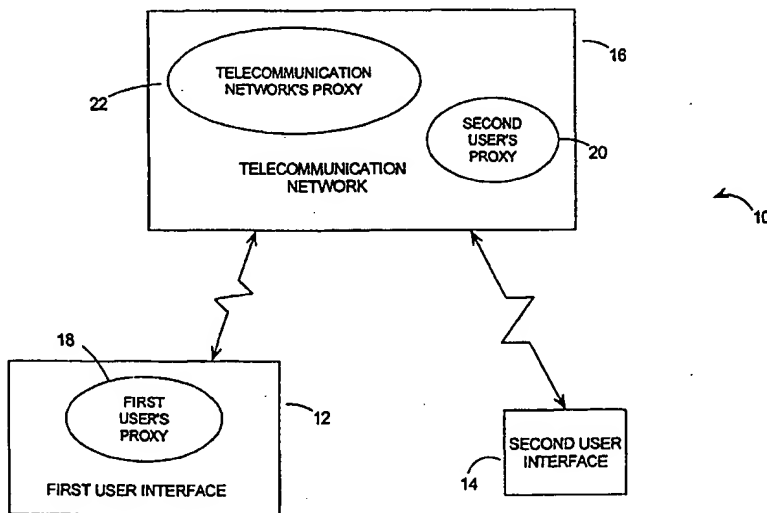 TELECOMMUNICATION
NETWORK'S PROXY
22
16
SECOND
USER'S
PROXY
20
TELECOMMUNICATION
NETWORK
10
18
FIRST
USER'S
PROXY
12
FIRST USER INTERFACE
SECOND USER
INTERFACE
14